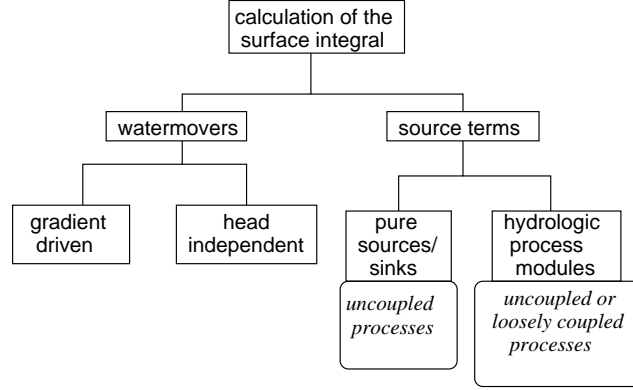 calculation of the
surface integral
watermovers
source terms
gradient
driven
head
independent
pure
sources/
sinks
hydrologic
process
modules
uncoupled
processes
uncoupled or
loosely coupled
processes